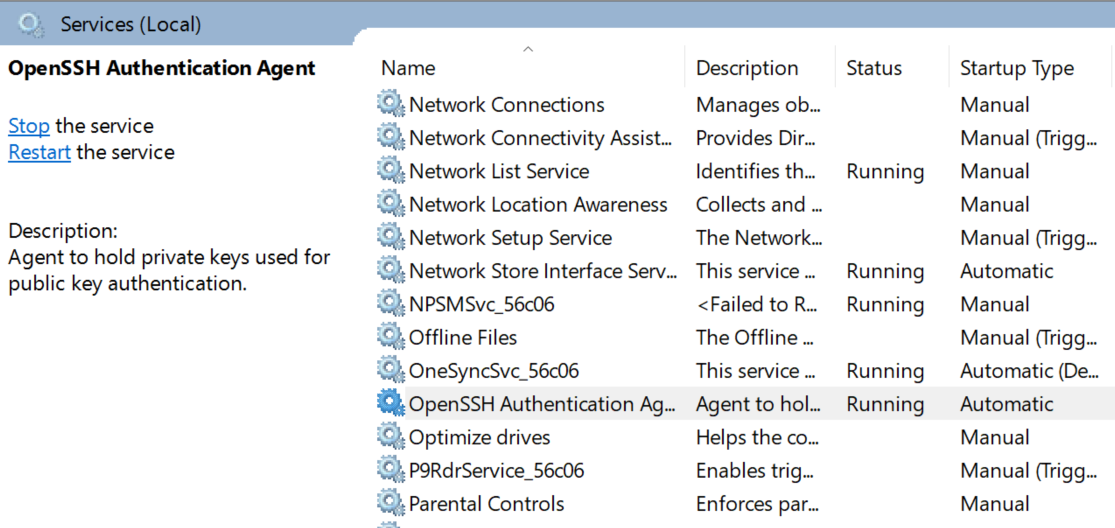 Services (Local)
OpenSSH Authentication Agent
Stop the service
Restart the service
Description:
Agent to hold private keys used for
public key authentication.
Name Description Status Startup Type
Network Connections Manages ob... Manual
Network Connectivity Assist... Provides Dir... Manual (Trigg...
Network List Service Identifies th... Running Manual
Network Location Awareness Collects and ... Manual
Network Setup Service The Network... Manual (Trigg...
Network Store Interface Serv... This service ... Running Automatic
NPSMSvc_56c06 <Failed to R... Running Manual
Offline Files The Offline ... Manual (Trigg...
OneSyncSvc_56c06 This service ... Running Automatic (De...
OpenSSH Authentication Ag... Agent to hol... Running Automatic
Optimize drives Helps the co... Manual
P9RdrService_56c06 Enables trig... Manual (Trigg...
Parental Controls Enforces par... Manual